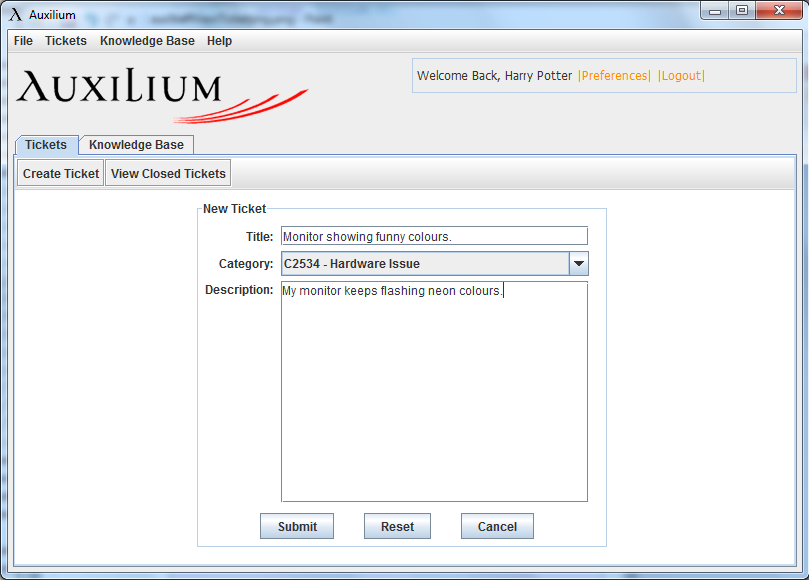 Auxilium
File Tickets Knowledge Base Help
AUXILIUM
Welcome Back, Harry Potter |Preferences| |Logout|
Tickets Knowledge Base
Create Ticket View Closed Tickets
New Ticket
Title: Monitor showing funny colours.
Category: C2534 - Hardware Issue
Description: My monitor keeps flashing neon colours.
Submit Reset Cancel